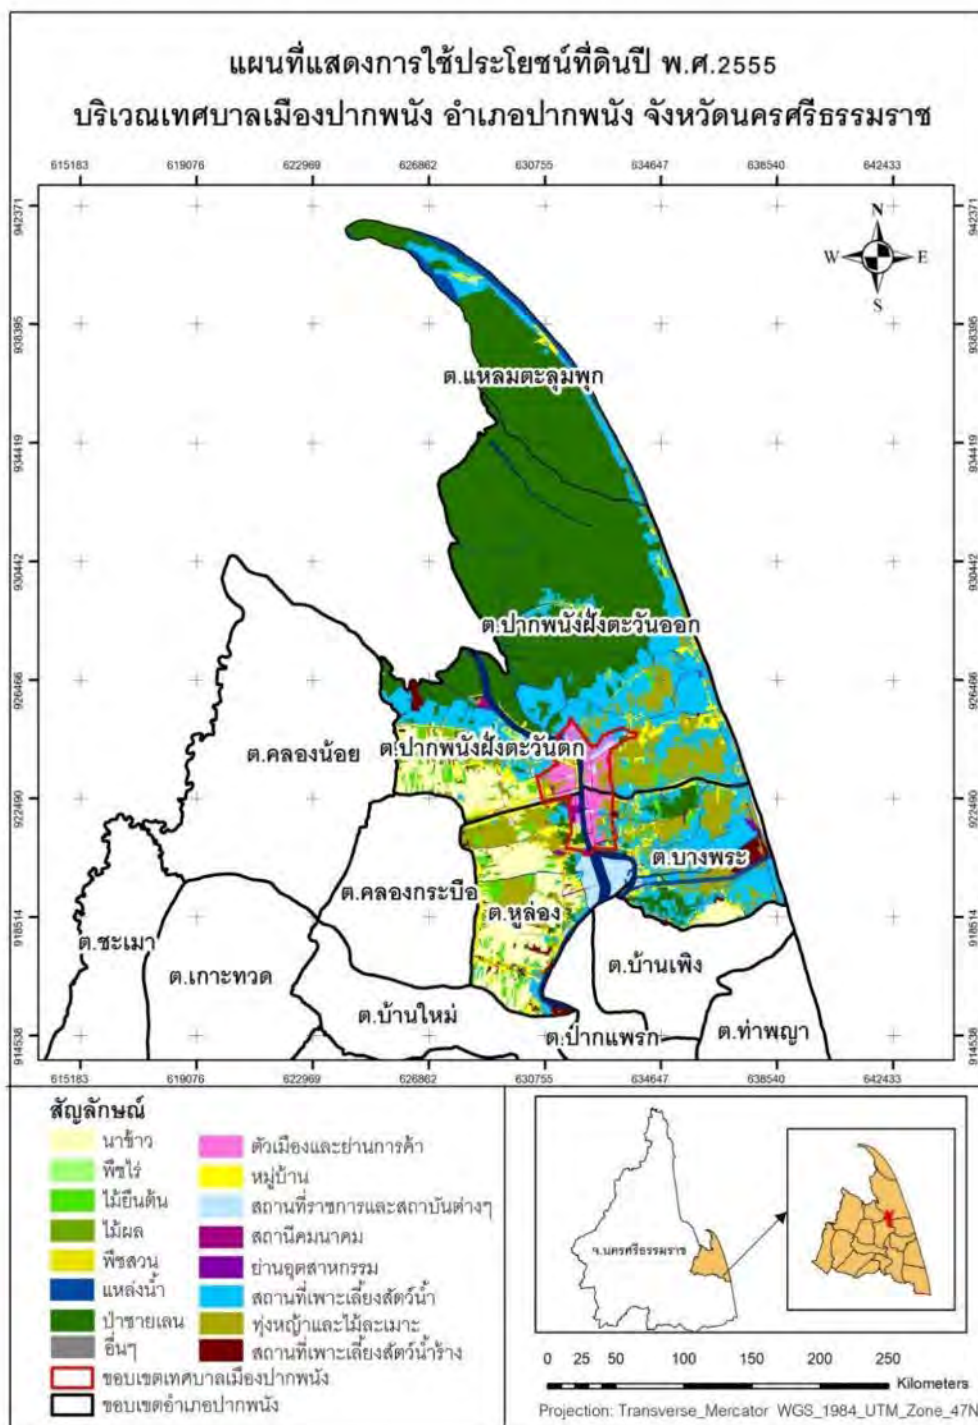 แผนที่แสดงการใช้ประโยชน์ที่ดินปี พ.ศ.2555
บริเวณเทศบาลเมืองปากพนัง อำเภอปากพนัง จังหวัดนครศรีธรรมราช
615183 619076 622969 626862 630755 634647 638540 642433
942371 942371
N
W E
S
938395 938395
ต.แหลมตะลุมพุก
934419 934419
930442 930442
ต.ปากพนังฝั่งตะวันออก
926466 926466
ต.ปากพนังฝั่งตะวันตก
ต.คลองน้อย
922490 922490
ต.บางพระ
ต.คลองกระบือ
ต.หูล่อง
918514 918514
ต.ชะเมา
ต.บ้านเพิง
ต.เกาะทวด
ต.บ้านใหม่
ต.ปากแพรก
ต.ท่าพญา
914538 914538
615183 619076 622969 626862 630755 634647 638540 642433
สัญลักษณ์
นาข้าว
พืชไร่
ไม้ยืนต้น
ไม้ผล
พืชสวน
แหล่งน้ำ
ป่าชายเลน
อื่นๆ
ตัวเมืองและย่านการค้า
หมู่บ้าน
สถานที่ราชการและสถาบันต่างๆ
สถานีคมนาคม
ย่านอุตสาหกรรม
สถานที่เพาะเลี้ยงสัตว์น้ำ
ทุ่งหญ้าและไม้ละเมาะ
สถานที่เพาะเลี้ยงสัตว์น้ำร้าง
ขอบเขตเทศบาลเมืองปากพนัง
ขอบเขตอำเภอปากพนัง
จ.นครศรีธรรมราช
0 25 50 100 150 200 250
Kilometers
Projection: Transverse_Mercator WGS_1984_UTM_Zone_47N